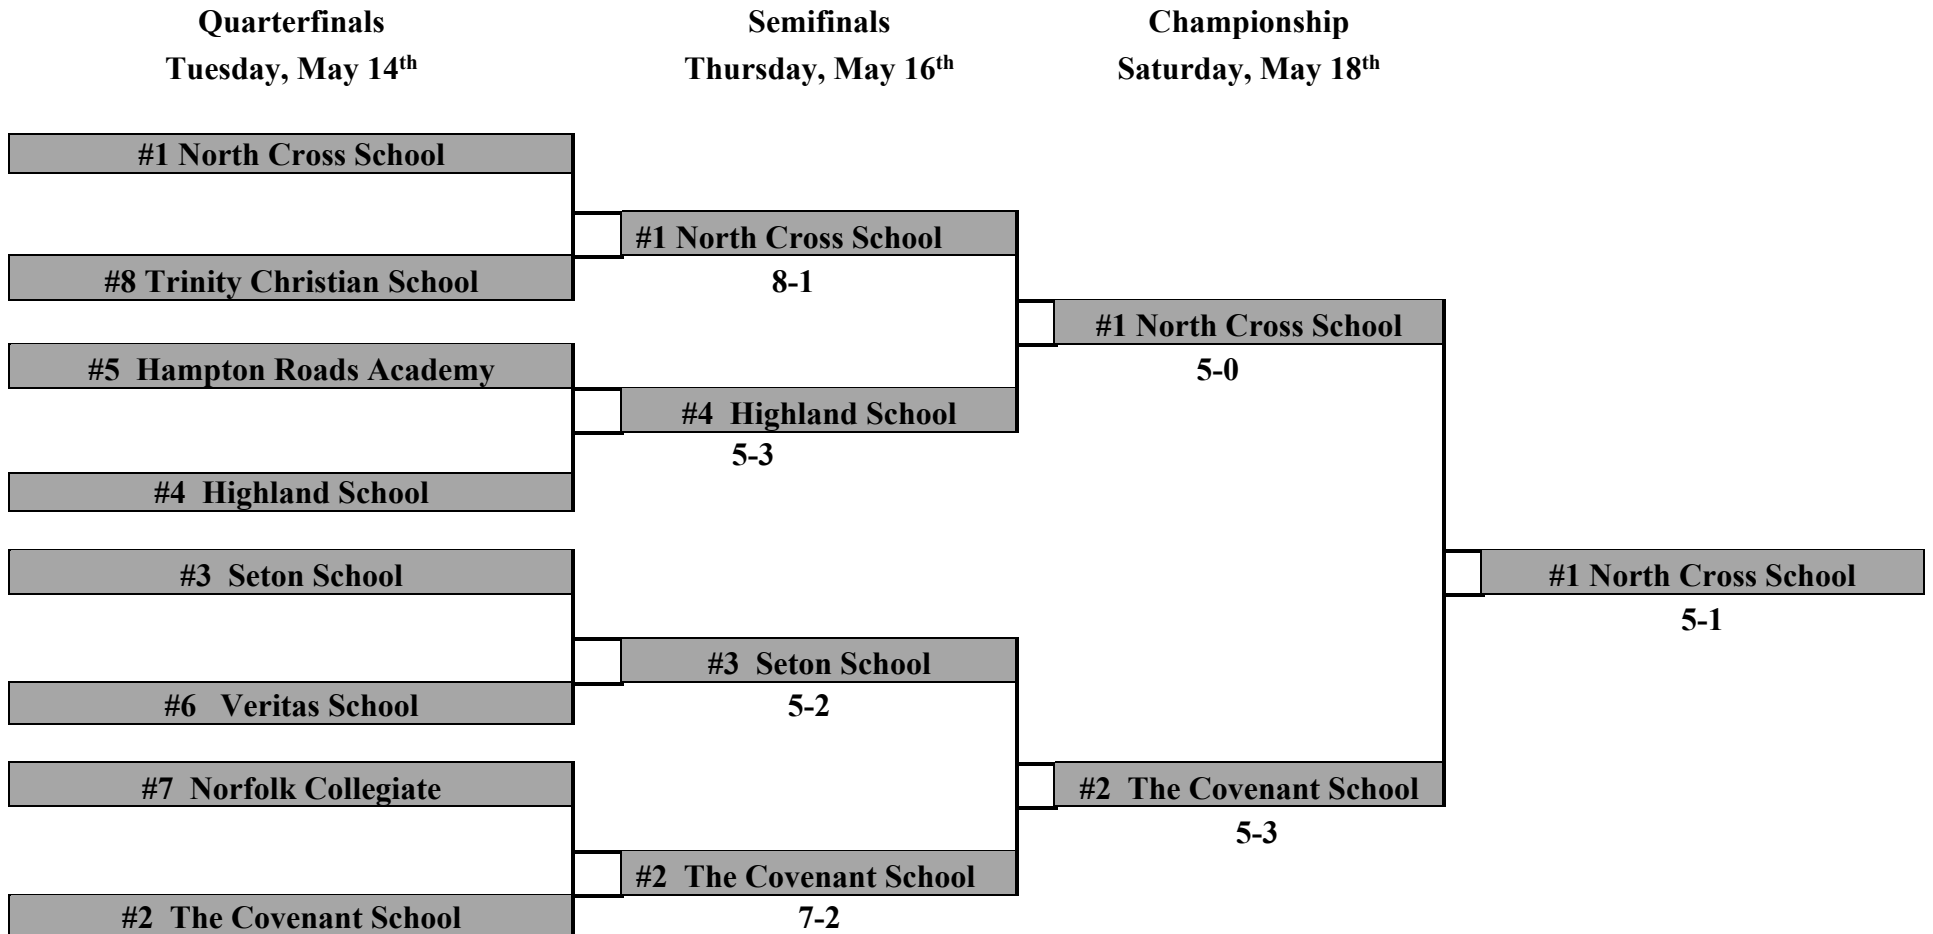 Quarterfinals
Tuesday, May 14th
Semifinals
Thursday, May 16th
Championship
Saturday, May 18th
#1 North Cross School
#8 Trinity Christian School
#5 Hampton Roads Academy
#4 Highland School
#3 Seton School
#6 Veritas School
#7 Norfolk Collegiate
#2 The Covenant School
#1 North Cross School
8-1
#4 Highland School
5-3
#3 Seton School
5-2
#2 The Covenant School
7-2
#1 North Cross School
5-0
#2 The Covenant School
5-3
#1 North Cross School
5-1